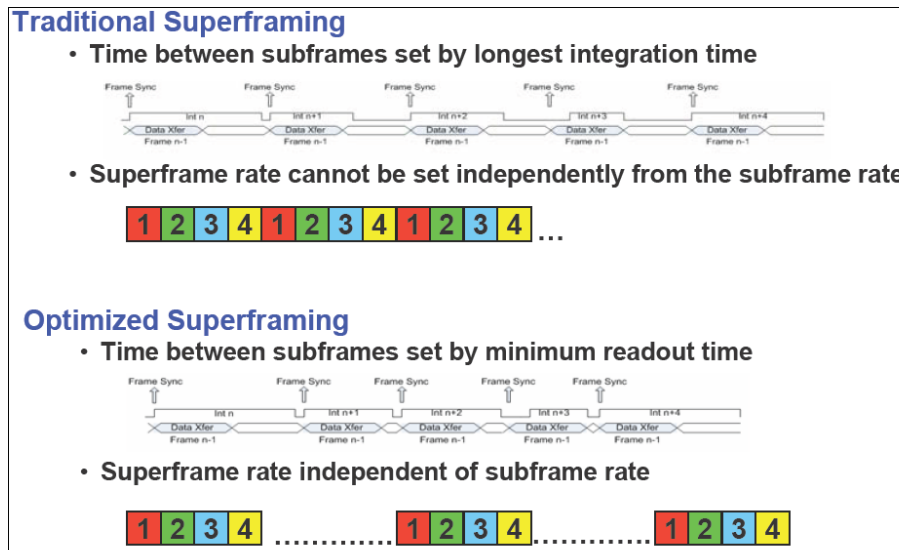 Traditional Superframing
• Time between subframes set by longest integration time
Frame Sync Frame Sync Frame Sync Frame Sync Frame Sync
Int n Int n+1 Int n+2 Int n+3 Int n+4
Data Xfer Data Xfer Data Xfer Data Xfer Data Xfer
Frame n-1 Frame n-1 Frame n-1 Frame n-1 Frame n-1
• Superframe rate cannot be set independently from the subframe rate
1 2 3 4 1 2 3 4 1 2 3 4 ...
Optimized Superframing
• Time between subframes set by minimum readout time
Frame Sync Frame Sync Frame Sync Frame Sync Frame Sync
Int n Int n+1 Int n+2 Int n+3 Int n+4
Data Xfer Data Xfer Data Xfer Data Xfer Data Xfer
Frame n-1 Frame n-1 Frame n-1 Frame n-1 Frame n-1
• Superframe rate independent of subframe rate
1 2 3 4 ............. 1 2 3 4 ............. 1 2 3 4